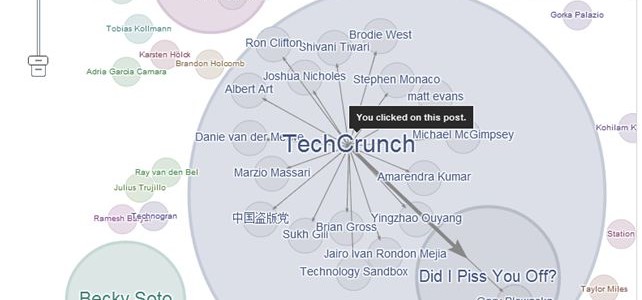 Gorka Palazio
Tobias Kollmann
Brodie West
Ron Clifton
Shivani Tiwari
Karsten Hölck
Brandon Holcomb
Adria Garcia Camara
Joshua Nicholes
Stephen Monaco
Albert Art
matt evans
You clicked on this post.
Kohilam K
Danie van der Me
Michael McGimpsey
TechCrunch
Ray van den Bel
Marzio Massari
Amarendra Kumar
Julius Trujillo
Ramesh
Technogran
中国盗版党
Yingzhao Ouyang
Brian Gross
Sukh Gill
Station
Jairo Ivan Rondon Mejia
Technology Sandbox
Did I Piss You Off?
Taylor Miles
Becky Soto